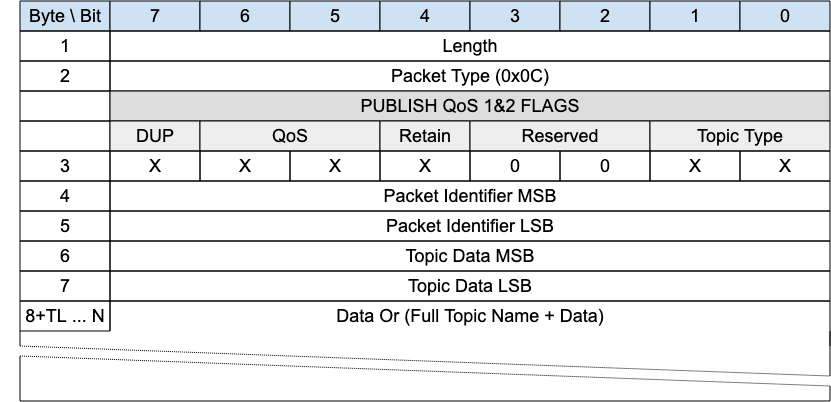 Byte \ Bit 7 6 5 4 3 2 1 0
1 Length
2 Packet Type (0x0C)
PUBLISH QoS 1&2 FLAGS
DUP QoS Retain Reserved Topic Type
3 X X X X 0 0 X X
4 Packet Identifier MSB
5 Packet Identifier LSB
6 Topic Data MSB
7 Topic Data LSB
8+TL ... N Data Or (Full Topic Name + Data)